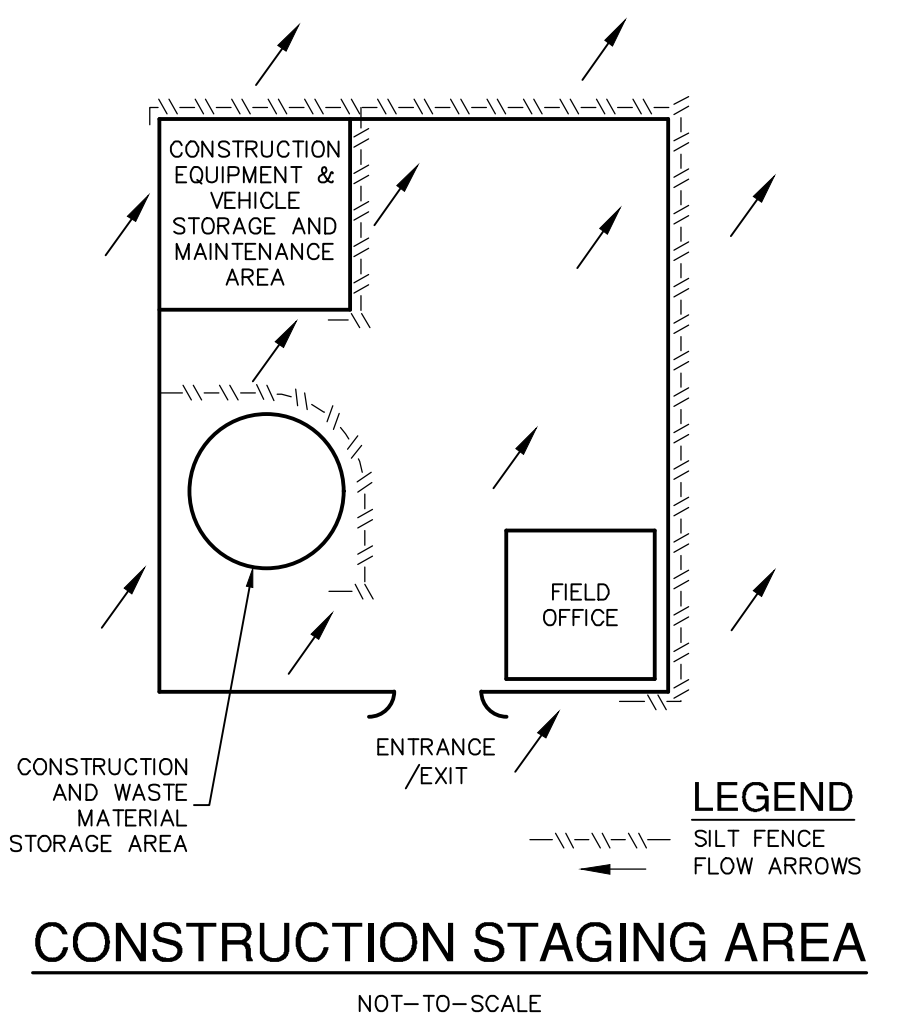 CONSTRUCTION
EQUIPMENT &
VEHICLE
STORAGE AND
MAINTENANCE
AREA
FIELD
OFFICE
ENTRANCE
/EXIT
CONSTRUCTION
AND WASTE
MATERIAL
STORAGE AREA
LEGEND
SILT FENCE
FLOW ARROWS
CONSTRUCTION STAGING AREA
NOT-TO-SCALE